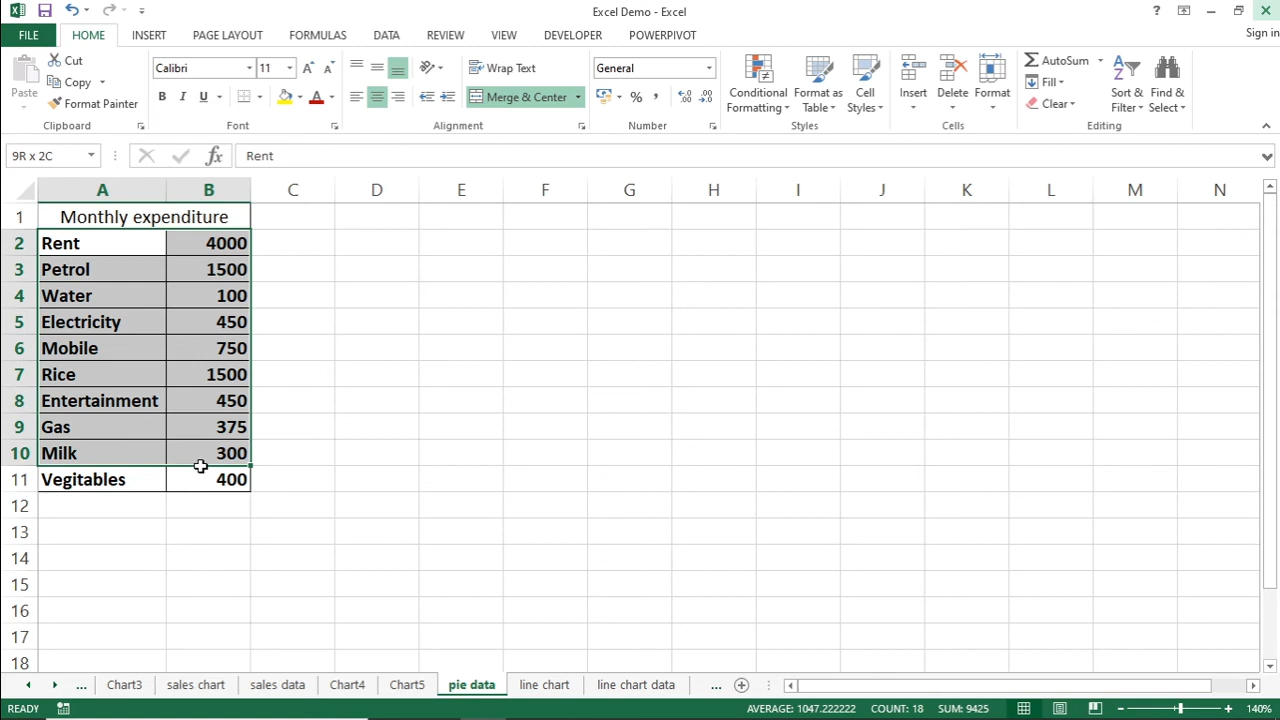 Excel Demo - Excel
?
Sign in
FILE HOME INSERT PAGE LAYOUT FORMULAS DATA REVIEW VIEW DEVELOPER POWERPIVOT
Paste
Cut
Copy
Format Painter
Clipboard
Calibri 11
B I U
Font
Wrap Text
Merge & Center
Alignment
General
% ,
Number
Conditional Formatting
Format as Table
Cell Styles
Styles
Insert Delete Format
Cells
AutoSum
Fill
Clear
Sort & Filter
Find & Select
Editing
9R x 2C fx Rent
A B C D E F G H I J K L M N
1 Monthly expenditure
2 Rent 4000
3 Petrol 1500
4 Water 100
5 Electricity 450
6 Mobile 750
7 Rice 1500
8 Entertainment 450
9 Gas 375
10 Milk 300
11 Vegitables 400
12
13
14
15
16
17
18
... Chart3 sales chart sales data Chart4 Chart5 pie data line chart line chart data ...
READY AVERAGE: 1047.222222 COUNT: 18 SUM: 9425 140%